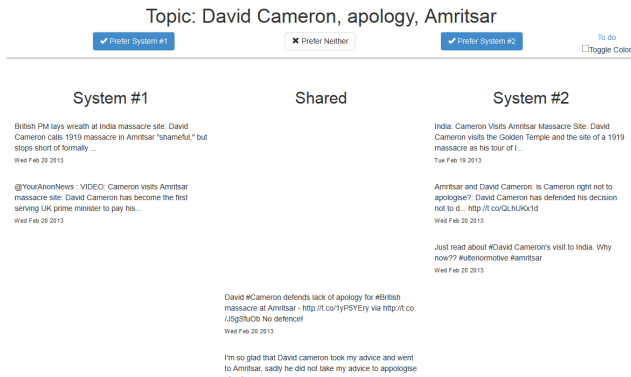 Topic: David Cameron, apology, Amritsar
Prefer System #1
Prefer Neither
Prefer System #2
To do
Toggle Color
System #1
Shared
System #2
British PM lays wreath at India massacre site: David
Cameron calls 1919 massacre in Amritsar "shameful," but
stops short of formally ...
Wed Feb 20 2013
India: Cameron Visits Amritsar Massacre Site: David
Cameron visits the Golden Temple and the site of a 1919
massacre as his tour of I...
Tue Feb 19 2013
@YourAnonNews : VIDEO: Cameron visits Amritsar
massacre site: David Cameron has become the first
serving UK prime minister to pay his...
Wed Feb 20 2013
Amritsar and David Cameron: is Cameron right not to
apologise?: David Cameron has defended his decision
not to d... http://t.co/QLhUKx1d
Wed Feb 20 2013
Just read about #David Cameron's visit to India. Why
now?? #ulteriormotive #amritsar
Wed Feb 20 2013
David #Cameron defends lack of apology for #British
massacre at Amritsar - http://t.co/1yP5YEry via http://t.co
/J5gSfuOb No defence!
Wed Feb 20 2013
I'm so glad that David cameron took my advice and went
to Amritsar, sadly he did not take my advice to appologise